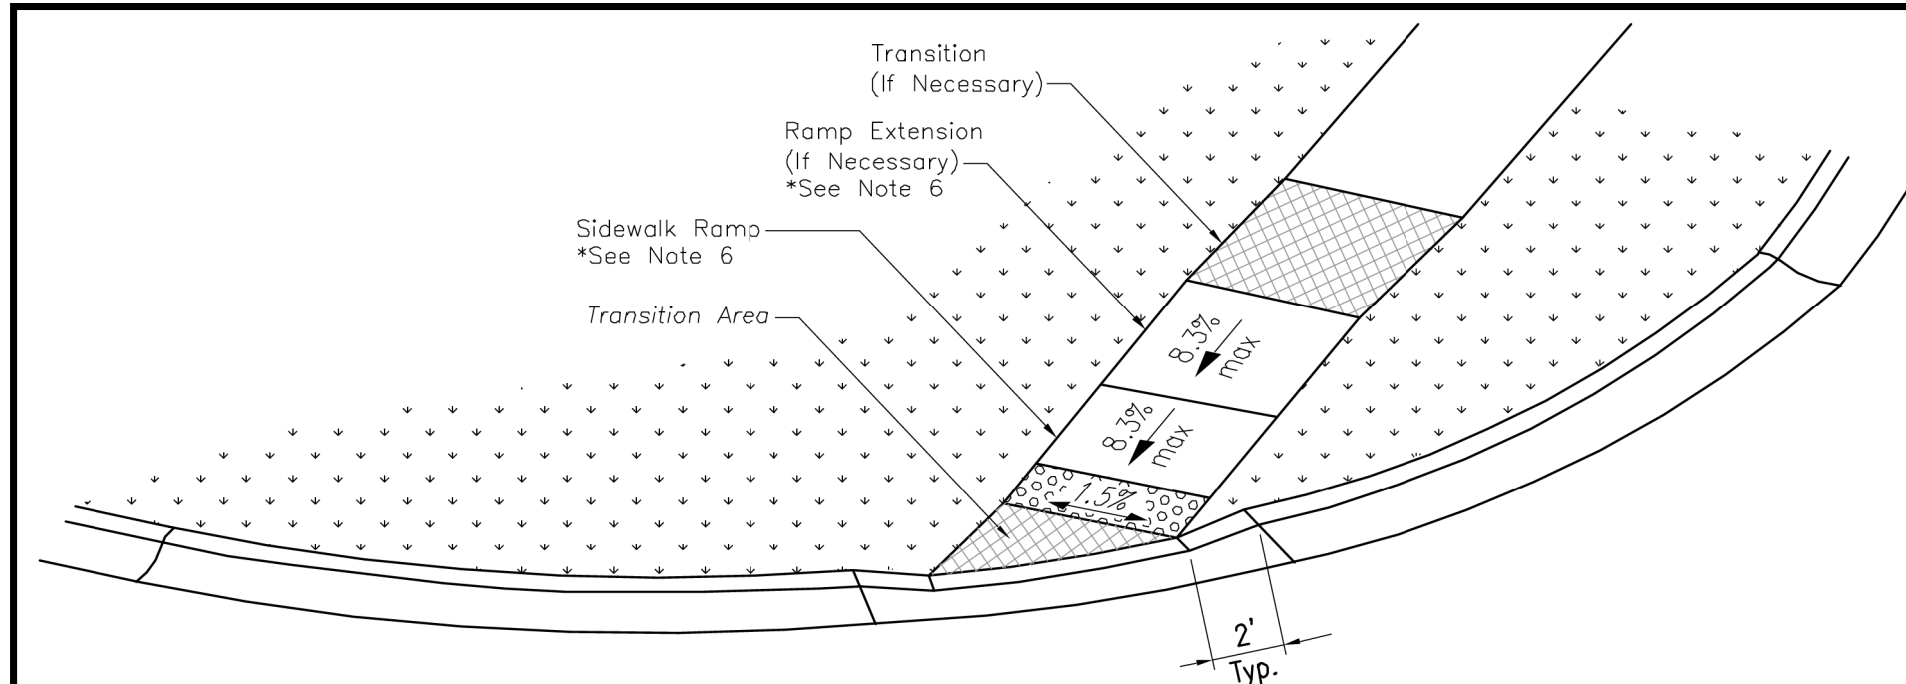 Transition
(If Necessary)
Ramp Extension
(If Necessary)
*See Note 6
Sidewalk Ramp
*See Note 6
Transition Area
8.3%
max
8.3%
max
1.5%
2'
Typ.